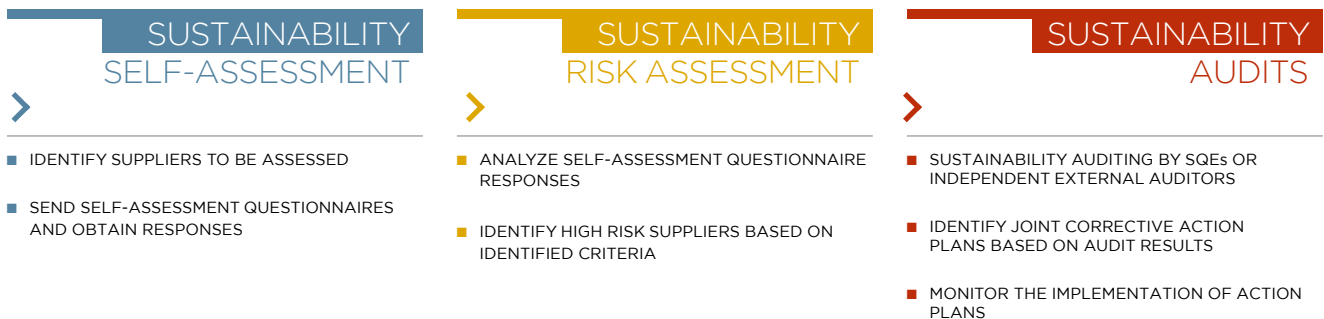 SUSTAINABILITY
SELF-ASSESSMENT
IDENTIFY SUPPLIERS TO BE ASSESSED
SEND SELF-ASSESSMENT QUESTIONNAIRES
AND OBTAIN RESPONSES
SUSTAINABILITY
RISK ASSESSMENT
ANALYZE SELF-ASSESSMENT QUESTIONNAIRE
RESPONSES
IDENTIFY HIGH RISK SUPPLIERS BASED ON
IDENTIFIED CRITERIA
SUSTAINABILITY
AUDITS
SUSTAINABILITY AUDITING BY SQEs OR
INDEPENDENT EXTERNAL AUDITORS
IDENTIFY JOINT CORRECTIVE ACTION
PLANS BASED ON AUDIT RESULTS
MONITOR THE IMPLEMENTATION OF ACTION
PLANS